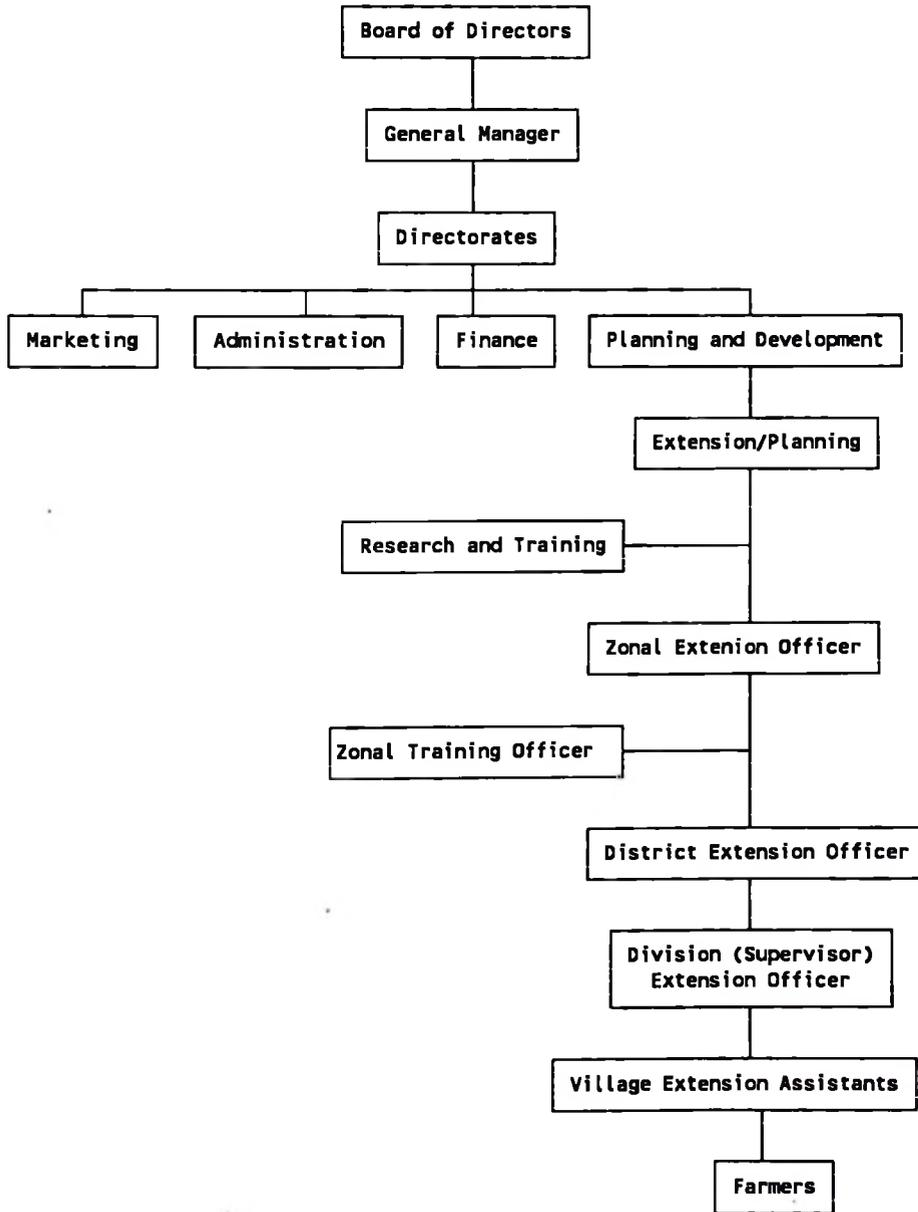 Board of Directors
General Manager
Directorates
Marketing
Administration
Finance
Planning and Development
Extension/Planning
Research and Training
Zonal Extenion Officer
Zonal Training Officer
District Extension Officer
Division (Supervisor)
Extension Officer
Village Extension Assistants
Farmers